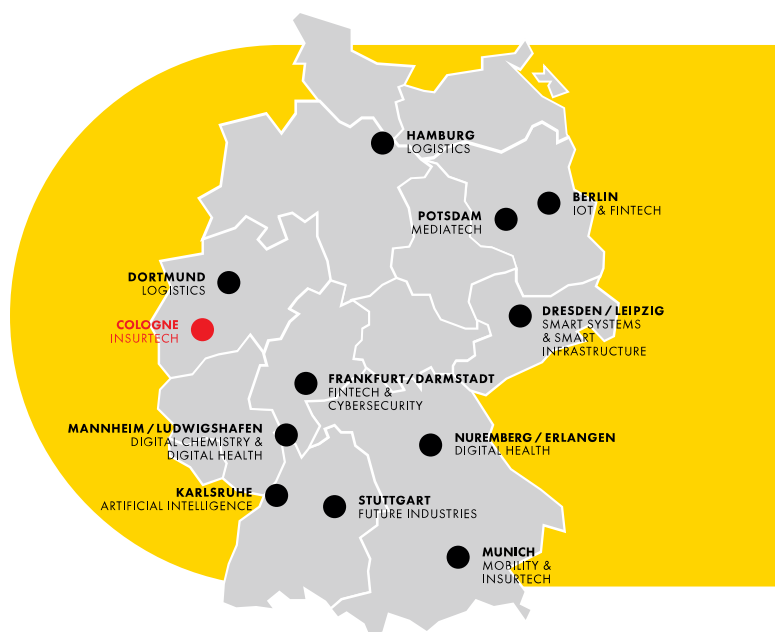 HAMBURG
LOGISTICS
BERLIN
IOT & FINTECH
POTSDAM
MEDIATECH
DORTMUND
LOGISTICS
COLOGNE
INSURTECH
DRESDEN / LEIPZIG
SMART SYSTEMS
& SMART
INFRASTRUCTURE
FRANKFURT/DARMSTADT
FINTECH &
CYBERSECURITY
MANNHEIM/LUDWIGSHAFEN
DIGITAL CHEMISTRY &
DIGITAL HEALTH
NUREMBERG/ERLANGEN
DIGITAL HEALTH
KARLSRUHE
ARTIFICIAL INTELLIGENCE
STUTTGART
FUTURE INDUSTRIES
MUNICH
MOBILITY &
INSURTECH